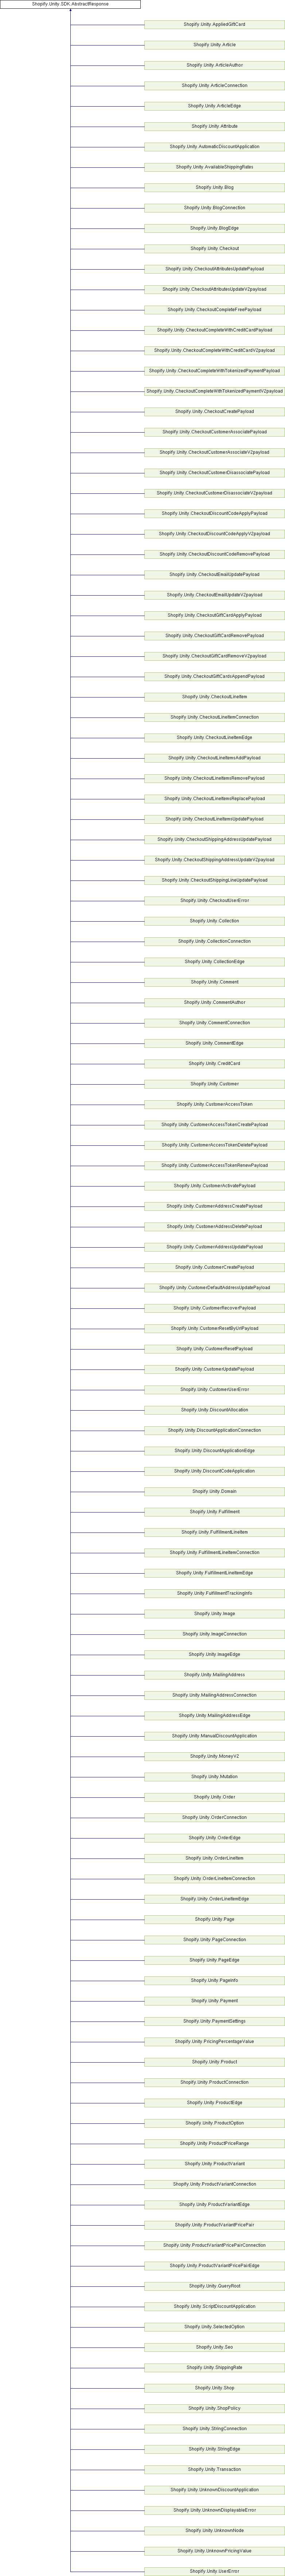 Shopify.Unity.SDK.AbstractResponse
Shopify.Unity.AppliedGiftCard
Shopify.Unity.Article
Shopify.Unity.ArticleAuthor
Shopify.Unity.ArticleConnection
Shopify.Unity.ArticleEdge
Shopify.Unity.Attribute
Shopify.Unity.AutomaticDiscountApplication
Shopify.Unity.AvailableShippingRates
Shopify.Unity.Blog
Shopify.Unity.BlogConnection
Shopify.Unity.BlogEdge
Shopify.Unity.Checkout
Shopify.Unity.CheckoutAttributesUpdatePayload
Shopify.Unity.CheckoutAttributesUpdateV2Payload
Shopify.Unity.CheckoutCompleteFreePayload
Shopify.Unity.CheckoutCompleteWithCreditCardPayload
Shopify.Unity.CheckoutCompleteWithCreditCardV2payload
Shopify.Unity.CheckoutCompleteWithTokenizedPaymentPayload
Shopify.Unity.CheckoutCompleteWithTokenizedPaymentV2payload
Shopify.Unity.CheckoutCreatePayload
Shopify.Unity.CheckoutCustomerAssociatePayload
Shopify.Unity.CheckoutCustomerAssociateV2payload
Shopify.Unity.CheckoutCustomerDisassociatePayload
Shopify.Unity.CheckoutCustomerDisassociateV2payload
Shopify.Unity.CheckoutDiscountCodeApplyPayload
Shopify.Unity.CheckoutDiscountCodeApplyV2payload
Shopify.Unity.CheckoutDiscountCodeRemovePayload
Shopify.Unity.CheckoutEmailUpdatePayload
Shopify.Unity.CheckoutEmailUpdateV2payload
Shopify.Unity.CheckoutGiftCardApplyPayload
Shopify.Unity.CheckoutGiftCardRemovePayload
Shopify.Unity.CheckoutGiftCardRemoveV2payload
Shopify.Unity.CheckoutGiftCardsAppendPayload
Shopify.Unity.CheckoutLineItem
Shopify.Unity.CheckoutLineItemConnection
Shopify.Unity.CheckoutLineItemEdge
Shopify.Unity.CheckoutLineItemsAddPayload
Shopify.Unity.CheckoutLineItemsRemovePayload
Shopify.Unity.CheckoutLineItemsReplacePayload
Shopify.Unity.CheckoutLineItemsUpdatePayload
Shopify.Unity.CheckoutShippingAddressUpdatePayload
Shopify.Unity.CheckoutShippingAddressUpdateV2payload
Shopify.Unity.CheckoutShippingLineUpdatePayload
Shopify.Unity.CheckoutUserError
Shopify.Unity.Collection
Shopify.Unity.CollectionConnection
Shopify.Unity.CollectionEdge
Shopify.Unity.Comment
Shopify.Unity.CommentAuthor
Shopify.Unity.CommentConnection
Shopify.Unity.CommentEdge
Shopify.Unity.CreditCard
Shopify.Unity.Customer
Shopify.Unity.CustomerAccessToken
Shopify.Unity.CustomerAccessTokenCreatePayload
Shopify.Unity.CustomerAccessTokenDeletePayload
Shopify.Unity.CustomerAccessTokenRenewPayload
Shopify.Unity.CustomerActivatePayload
Shopify.Unity.CustomerAddressCreatePayload
Shopify.Unity.CustomerAddressDeletePayload
Shopify.Unity.CustomerAddressUpdatePayload
Shopify.Unity.CustomerCreatePayload
Shopify.Unity.CustomerDefaultAddressUpdatePayload
Shopify.Unity.CustomerRecoverPayload
Shopify.Unity.CustomerResetByUrlPayload
Shopify.Unity.CustomerResetPayload
Shopify.Unity.CustomerUpdatePayload
Shopify.Unity.CustomerUserError
Shopify.Unity.DiscountAllocation
Shopify.Unity.DiscountApplicationConnection
Shopify.Unity.DiscountApplicationEdge
Shopify.Unity.DiscountCodeApplication
Shopify.Unity.Domain
Shopify.Unity.Fulfillment
Shopify.Unity.FulfillmentLineItem
Shopify.Unity.FulfillmentLineItemConnection
Shopify.Unity.FulfillmentLineItemEdge
Shopify.Unity.FulfillmentTrackingInfo
Shopify.Unity.Image
Shopify.Unity.ImageConnection
Shopify.Unity.ImageEdge
Shopify.Unity.MailingAddress
Shopify.Unity.MailingAddressConnection
Shopify.Unity.MailingAddressEdge
Shopify.Unity.ManualDiscountApplication
Shopify.Unity.MoneyV2
Shopify.Unity.Mutation
Shopify.Unity.Order
Shopify.Unity.OrderConnection
Shopify.Unity.OrderEdge
Shopify.Unity.OrderLineItem
Shopify.Unity.OrderLineItemConnection
Shopify.Unity.OrderLineItemEdge
Shopify.Unity.Page
Shopify.Unity.PageConnection
Shopify.Unity.PageEdge
Shopify.Unity.PageInfo
Shopify.Unity.Payment
Shopify.Unity.PaymentSettings
Shopify.Unity.PricingPercentageValue
Shopify.Unity.Product
Shopify.Unity.ProductConnection
Shopify.Unity.ProductEdge
Shopify.Unity.ProductOption
Shopify.Unity.ProductPriceRange
Shopify.Unity.ProductVariant
Shopify.Unity.ProductVariantConnection
Shopify.Unity.ProductVariantEdge
Shopify.Unity.ProductVariantPricePair
Shopify.Unity.ProductVariantPricePairConnection
Shopify.Unity.ProductVariantPricePairEdge
Shopify.Unity.QueryRoot
Shopify.Unity.ScriptDiscountApplication
Shopify.Unity.SelectedOption
Shopify.Unity.Seo
Shopify.Unity.ShippingRate
Shopify.Unity.Shop
Shopify.Unity.ShopPolicy
Shopify.Unity.StringConnection
Shopify.Unity.StringEdge
Shopify.Unity.Transaction
Shopify.Unity.UnknownDiscountApplication
Shopify.Unity.UnknownDisplayableError
Shopify.Unity.UnknownNode
Shopify.Unity.UnknownPricingValue
Shopify.Unity.UserError